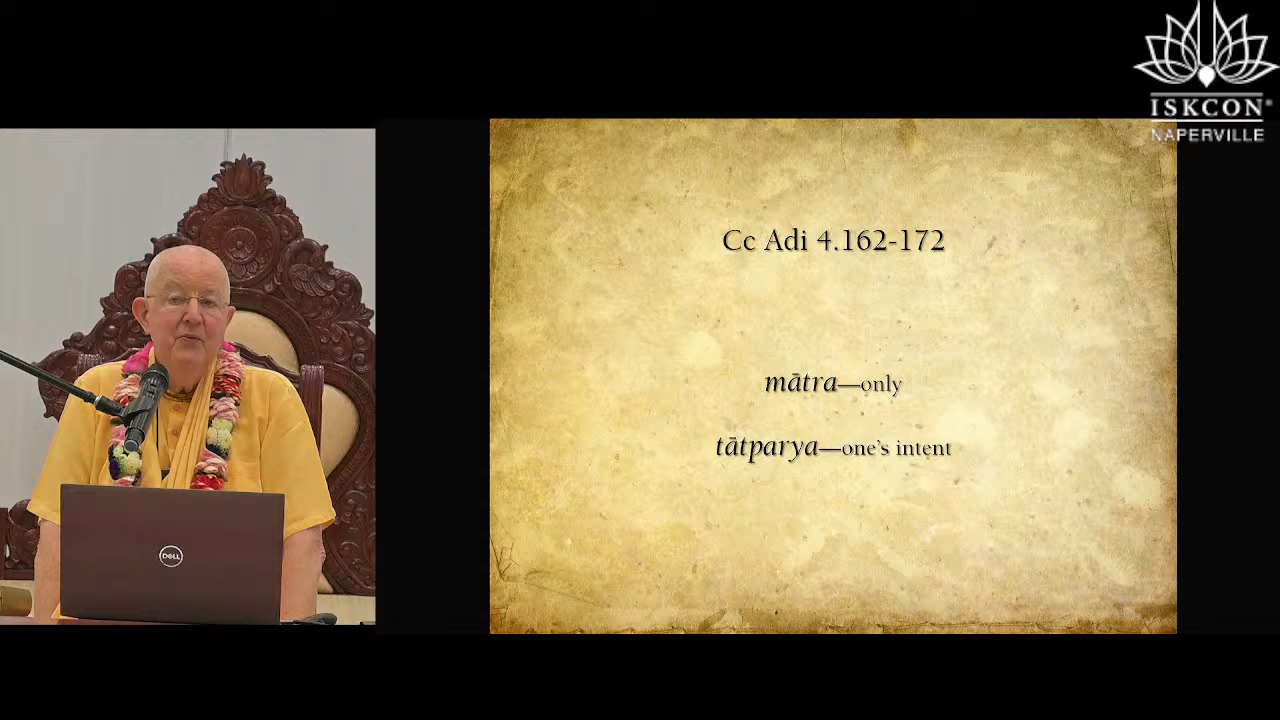 ISKCON®
NAPERVILLE
Cc Adi 4.162-172
mātra—only
tātparya—one's intent
DELL